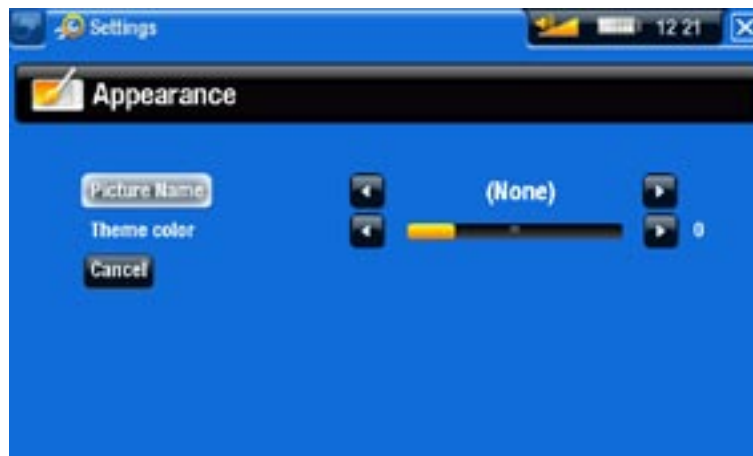 Settings
12 21
Appearance
Picture Name
(None)
Theme color
0
Cancel